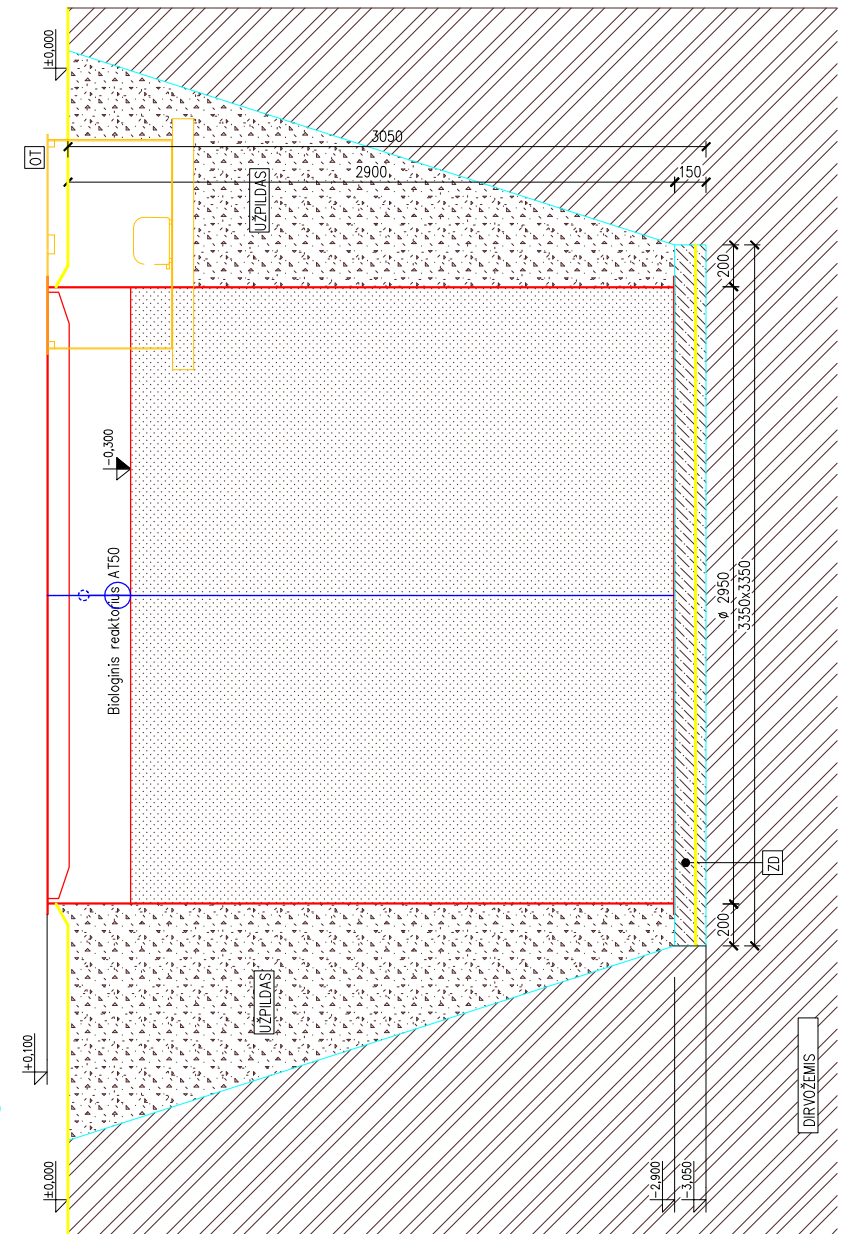 ±0,000
OT
3050
2900
150
UŽPILDAS
200
-0,300
Biologinis reaktorius AT50
ø 2950
3350x3350
ZD
200
UŽPILDAS
+0,100
±0,000
-2,900
-3,050
DIRVOŽEMIS